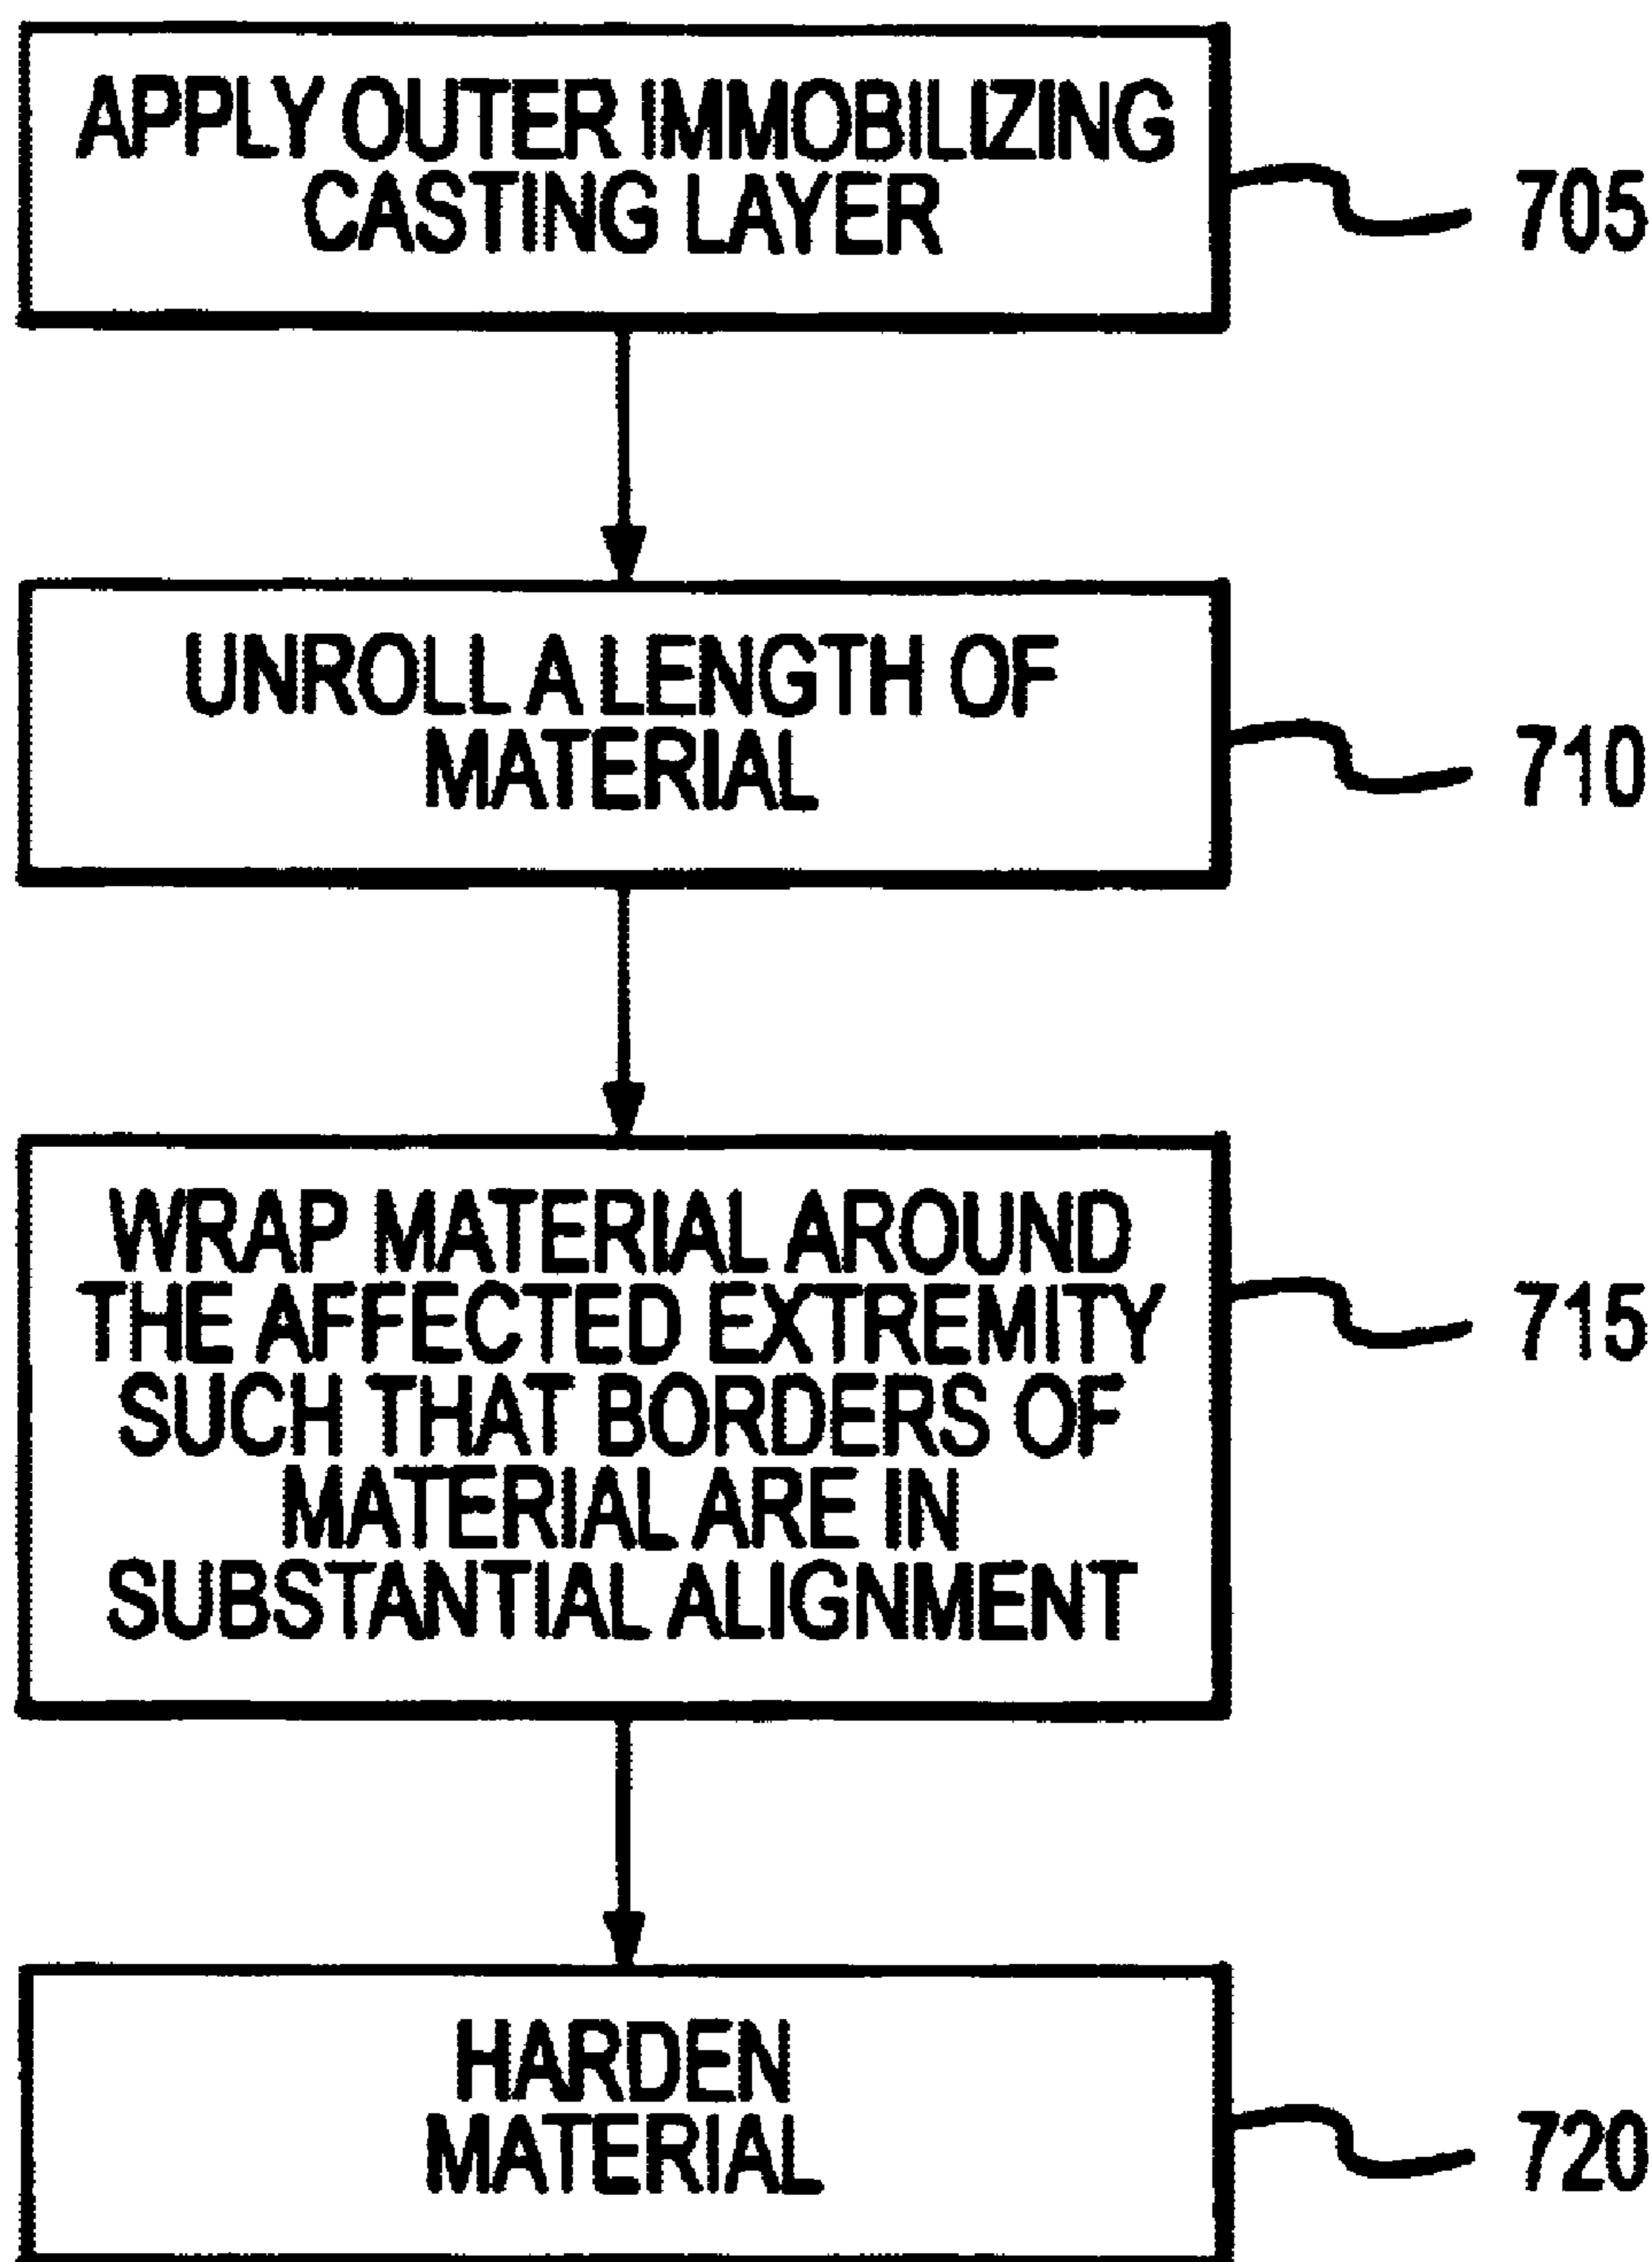 APPLY OUTER IMMOBILIZING
CASTING LAYER
705
UNROLL A LENGTH OF
MATERIAL
710
WRAP MATERIAL AROUND
THE AFFECTED EXTREMITY
SUCH THAT BORDERS OF
MATERIAL ARE IN
SUBSTANTIAL ALIGNMENT
715
HARDEN
MATERIAL
720